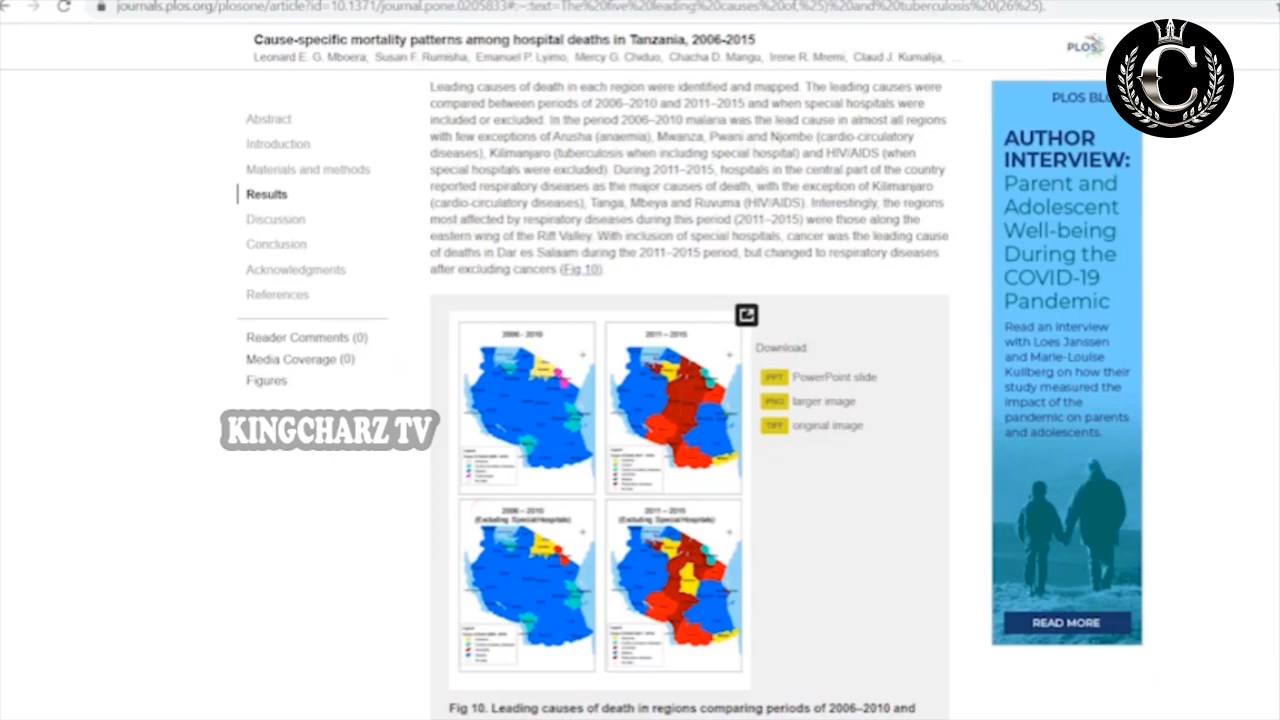 journals.plos.org/plosone/article?id=10.1371/journal.pone.0205833#:~:text=The%20five%20leading%20causes%20of,%25)%20and%20tuberculosis%20(26%25).
Cause-specific mortality patterns among hospital deaths in Tanzania, 2006-2015
Leonard E. G. Mboera, Susan F. Rumisha, Emanuel P. Lyimo, Mercy G. Chiduo, Chacha D. Mangu, Irene R. Mremi, Claud J. Kumalija, ...
PLOS
C
Abstract
Introduction
Materials and methods
Results
Discussion
Conclusion
Acknowledgments
References
Reader Comments (0)
Media Coverage (0)
Figures
KINGCHARZ TV
Leading causes of death in each region were identified and mapped. The leading causes were
compared between periods of 2006–2010 and 2011–2015 and when special hospitals were
included or excluded. In the period 2006–2010 malaria was the lead cause in almost all regions
with few exceptions of Arusha (anaemia), Mwanza, Pwani and Njombe (cardio-circulatory
diseases), Kilimanjaro (tuberculosis when including special hospital) and HIV/AIDS (when
special hospitals were excluded). During 2011–2015, hospitals in the central part of the country
reported respiratory diseases as the major causes of death, with the exception of Kilimanjaro
(cardio-circulatory diseases), Tanga, Mbeya and Ruvuma (HIV/AIDS). Interestingly, the regions
most affected by respiratory diseases during this period (2011–2015) were those along the
eastern wing of the Rift Valley. With inclusion of special hospitals, cancer was the leading cause
of deaths in Dar es Salaam during the 2011–2015 period, but changed to respiratory diseases
after excluding cancers (Fig 10).
2006 - 2010
2011 – 2015
2006 – 2010
(Excluding Special Hospitals)
2011 – 2015
(Excluding Special Hospitals)
Download:
PPT PowerPoint slide
PNG larger image
TIFF original image
Fig 10. Leading causes of death in regions comparing periods of 2006–2010 and
PLOS BLO
AUTHOR
INTERVIEW:
Parent and
Adolescent
Well-being
During the
COVID-19
Pandemic
Read an interview
with Loes Janssen
and Marie-Louise
Kullberg on how their
study measured the
impact of the
pandemic on parents
and adolescents.
READ MORE